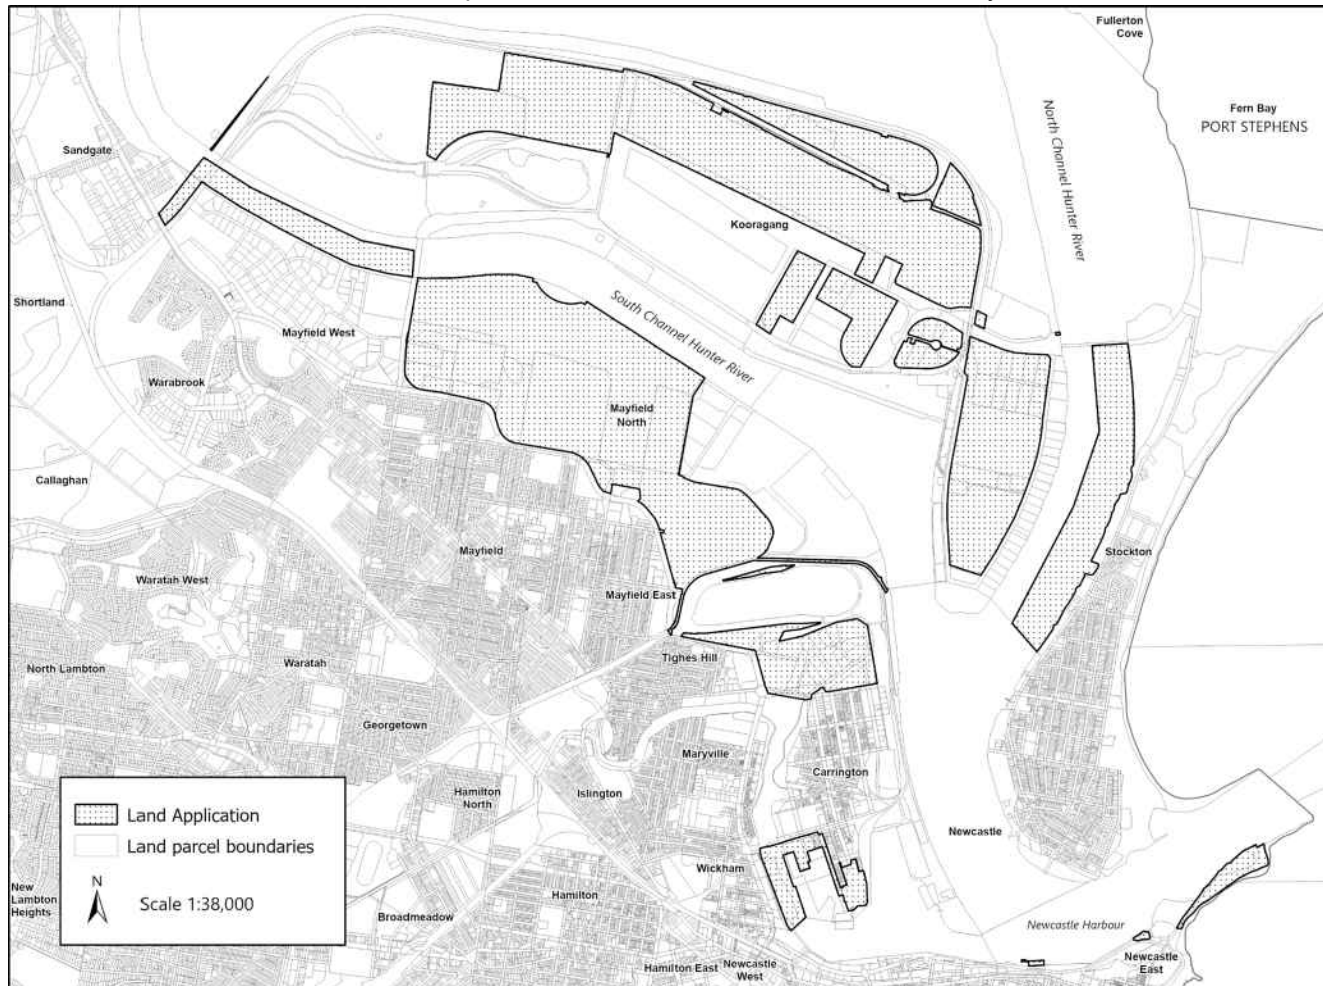 Fullerton
Cove
Fern Bay
PORT STEPHENS
North Channel Hunter River
Sandgate
Kooragang
Shortland
South Channel Hunter River
Mayfield West
Warabrook
Mayfield
North
Callaghan
Mayfield
Stockton
Waratah West
Mayfield East
Tighes Hill
North Lambton
Waratah
Georgetown
Maryville
Carrington
Hamilton
North
Islington
Newcastle
Land Application
Land parcel boundaries
N
Scale 1:38,000
Wickham
New
Lambton
Heights
Hamilton
Broadmeadow
Newcastle Harbour
Hamilton East
Newcastle
West
Newcastle
East